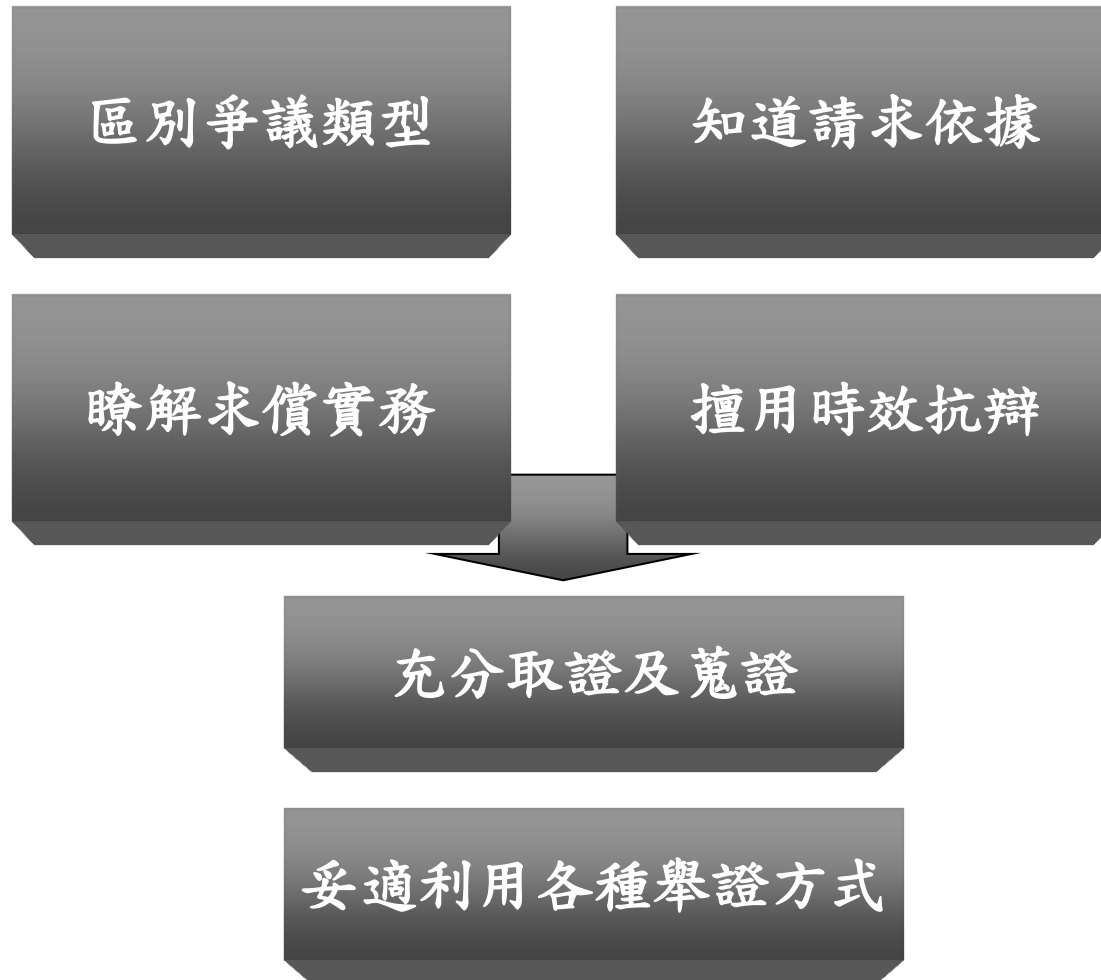 區別爭議類型
知道請求依據
瞭解求償實務
擅用時效抗辯
充分取證及蒐證
妥適利用各種舉證方式